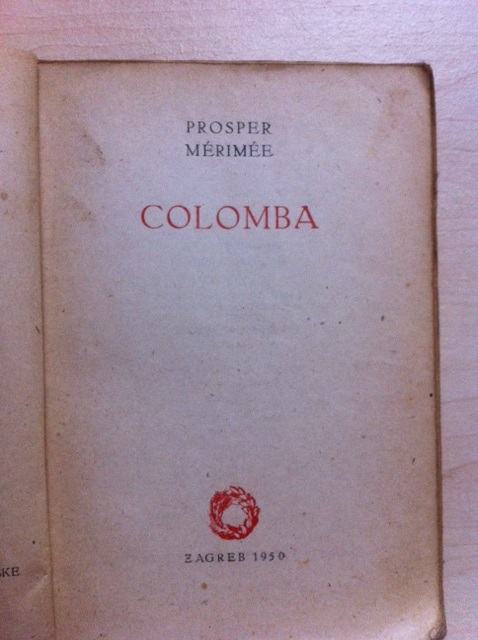 PROSPER
MÉRIMÉE
COLOMBA
ZAGREB 1950